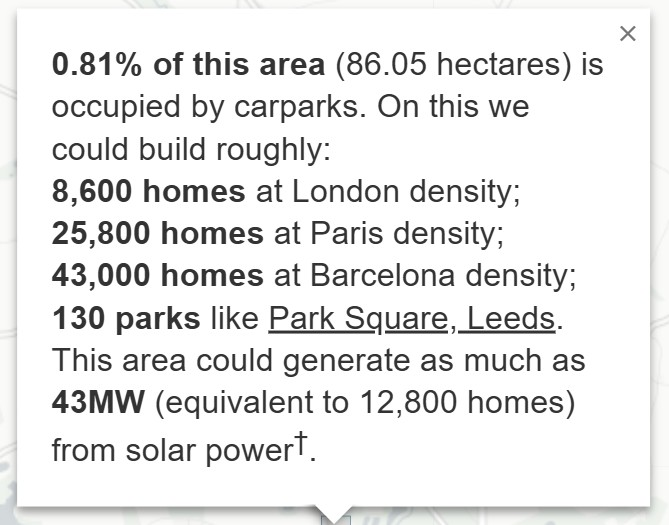 ×
0.81% of this area (86.05 hectares) is
occupied by carparks. On this we
could build roughly:
8,600 homes at London density;
25,800 homes at Paris density;
43,000 homes at Barcelona density;
130 parks like Park Square, Leeds.
This area could generate as much as
43MW (equivalent to 12,800 homes)
from solar power†.